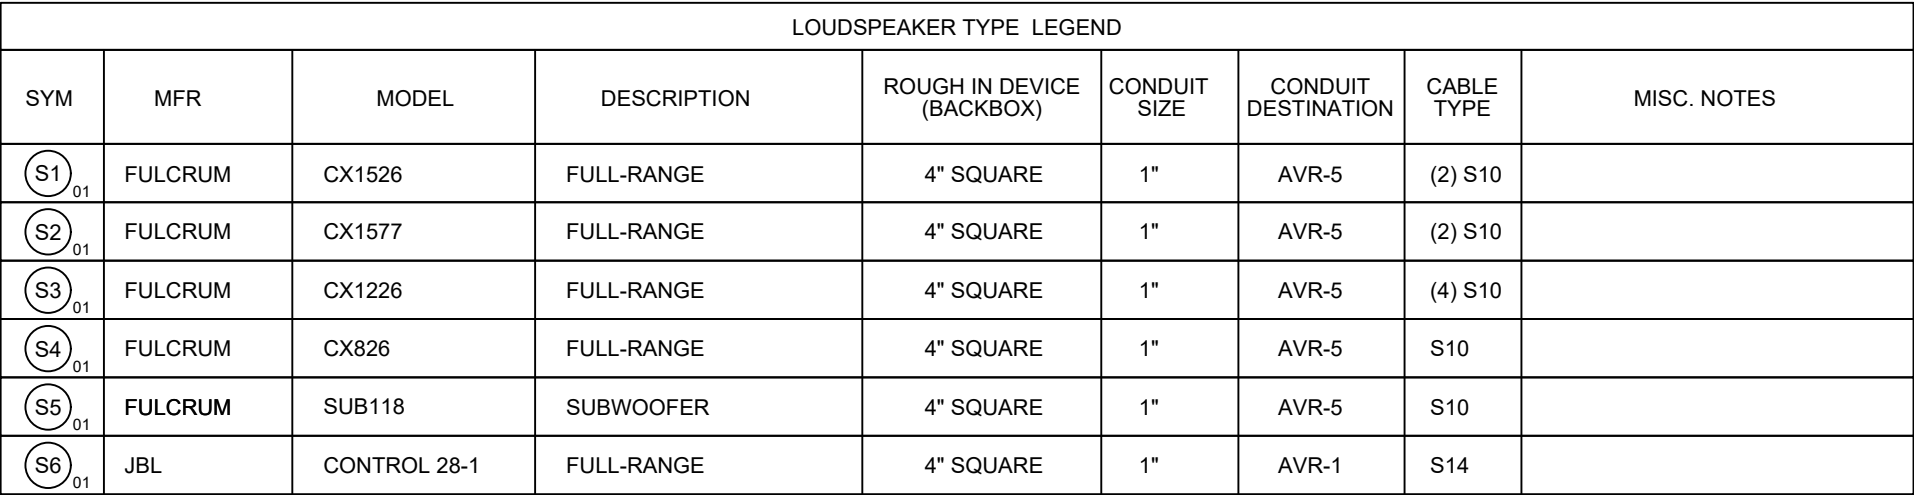 LOUDSPEAKER TYPE LEGEND
SYM MFR MODEL DESCRIPTION ROUGH IN DEVICE (BACKBOX) CONDUIT SIZE CONDUIT DESTINATION CABLE TYPE MISC. NOTES
S1 01 FULCRUM CX1526 FULL-RANGE 4" SQUARE 1" AVR-5 (2) S10
S2 01 FULCRUM CX1577 FULL-RANGE 4" SQUARE 1" AVR-5 (2) S10
S3 01 FULCRUM CX1226 FULL-RANGE 4" SQUARE 1" AVR-5 (4) S10
S4 01 FULCRUM CX826 FULL-RANGE 4" SQUARE 1" AVR-5 S10
S5 01 FULCRUM SUB118 SUBWOOFER 4" SQUARE 1" AVR-5 S10
S6 01 JBL CONTROL 28-1 FULL-RANGE 4" SQUARE 1" AVR-1 S14